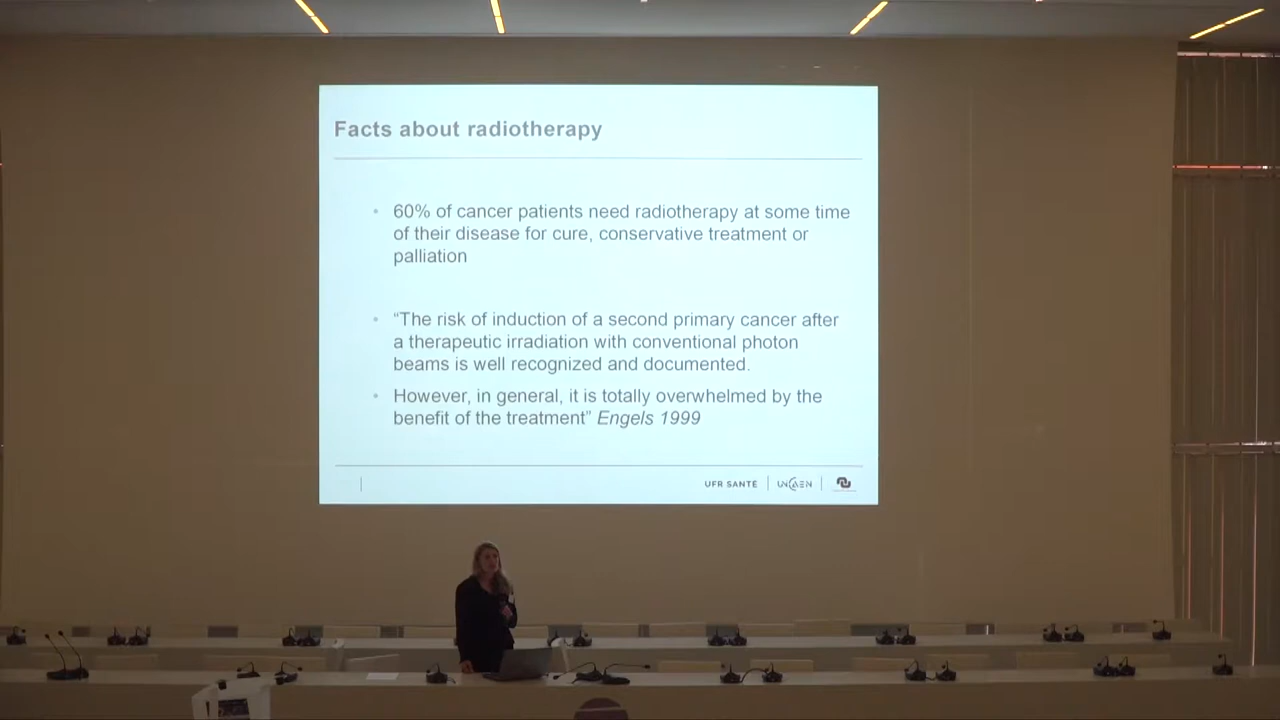 Facts about radiotherapy
• 60% of cancer patients need radiotherapy at some time
of their disease for cure, conservative treatment or
palliation
• “The risk of induction of a second primary cancer after
a therapeutic irradiation with conventional photon
beams is well recognized and documented.
• However, in general, it is totally overwhelmed by the
benefit of the treatment” Engels 1999
UFR SANTÉ | UNICAEN |